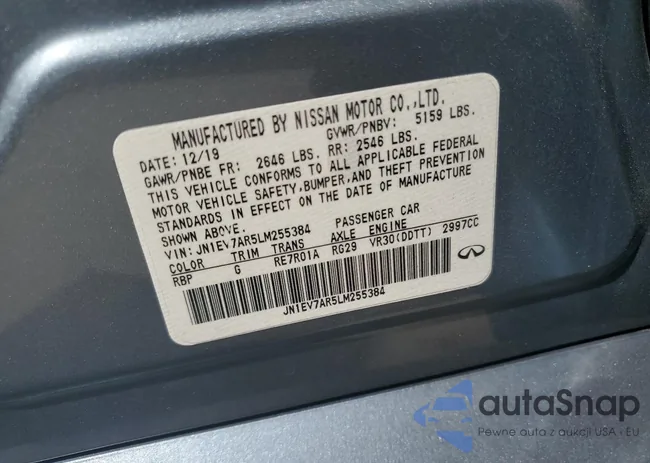 MANUFACTURED BY NISSAN MOTOR CO.,LTD.
DATE: 12/19 GVWR/PNBV: 5159 LBS.
GAWR/PNBE FR: 2646 LBS. RR: 2546 LBS.
THIS VEHICLE CONFORMS TO ALL APPLICABLE FEDERAL
MOTOR VEHICLE SAFETY,BUMPER,AND THEFT PREVENTION
STANDARDS IN EFFECT ON THE DATE OF MANUFACTURE
SHOWN ABOVE.
VIN: JN1EV7AR5LM255384 PASSENGER CAR
COLOR TRIM TRANS AXLE ENGINE
RBP G RE7R01A RG29 VR30(DDTT) 2997CC
JN1EV7AR5LM255384
autoSnap
Pewne auta z aukcji USA - EU